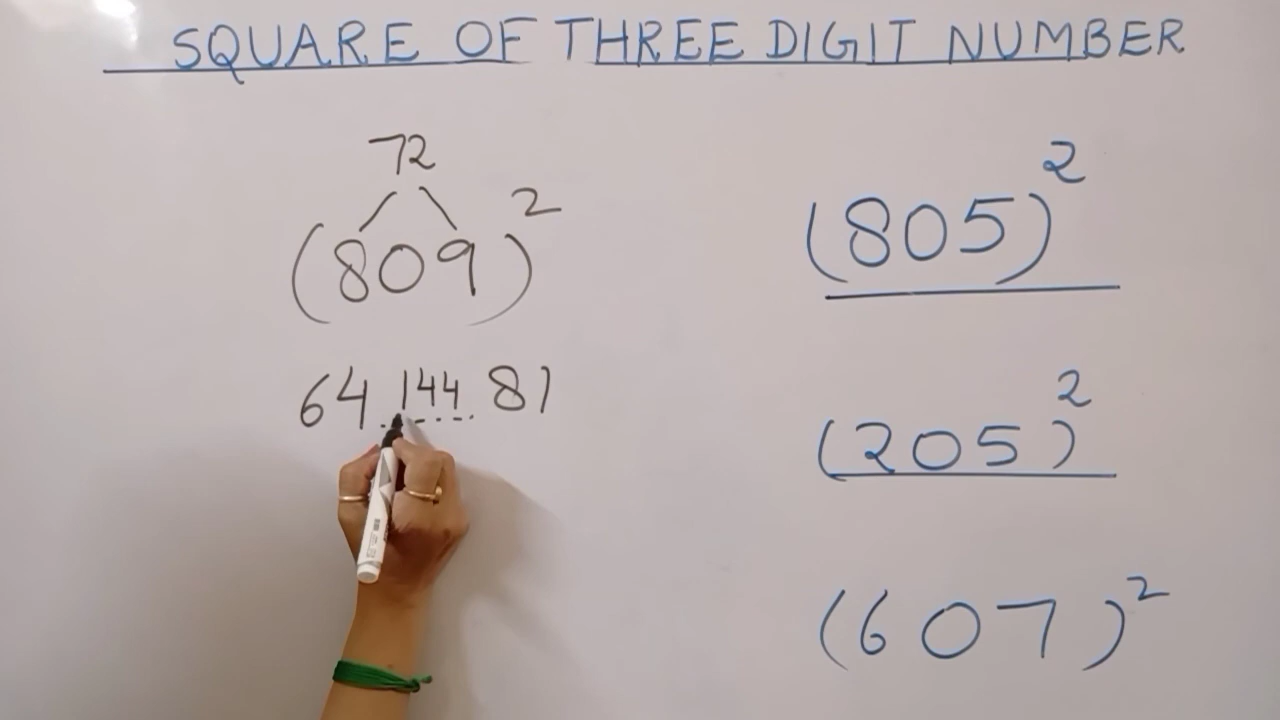 SQUARE OF THREE DIGIT NUMBER
72
(809)²
64 144 81
(805)²
(205)²
(607)²